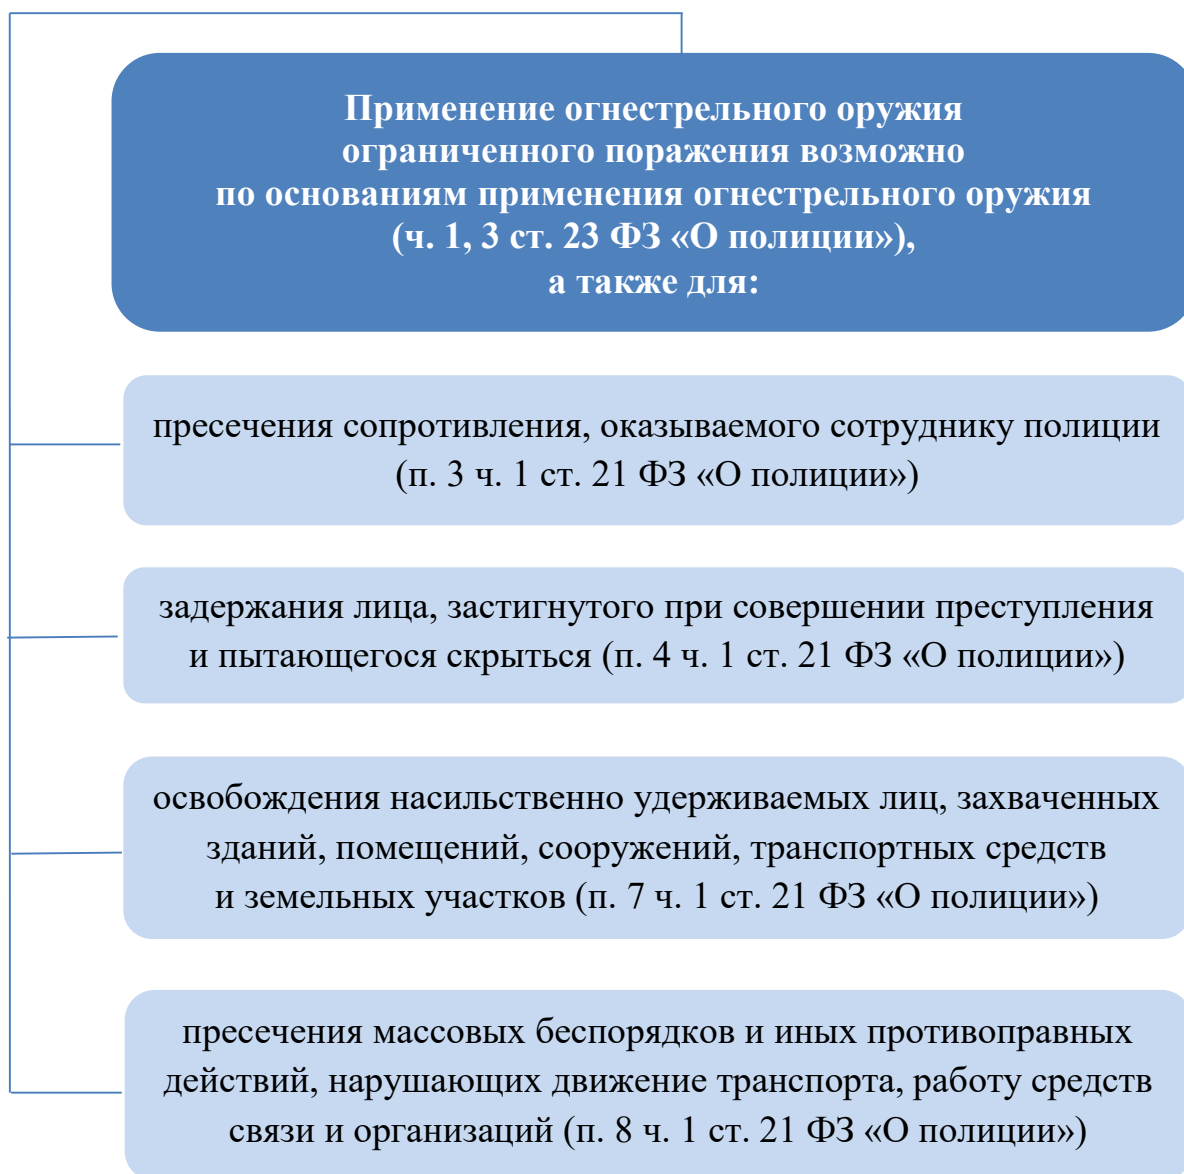 Применение огнестрельного оружия
ограниченного поражения возможно
по основаниям применения огнестрельного оружия
(ч. 1, 3 ст. 23 ФЗ «О полиции»),
а также для:
пресечения сопротивления, оказываемого сотруднику полиции
(п. 3 ч. 1 ст. 21 ФЗ «О полиции»)
задержания лица, застигнутого при совершении преступления
и пытающегося скрыться (п. 4 ч. 1 ст. 21 ФЗ «О полиции»)
освобождения насильственно удерживаемых лиц, захваченных
зданий, помещений, сооружений, транспортных средств
и земельных участков (п. 7 ч. 1 ст. 21 ФЗ «О полиции»)
пресечения массовых беспорядков и иных противоправных
действий, нарушающих движение транспорта, работу средств
связи и организаций (п. 8 ч. 1 ст. 21 ФЗ «О полиции»)